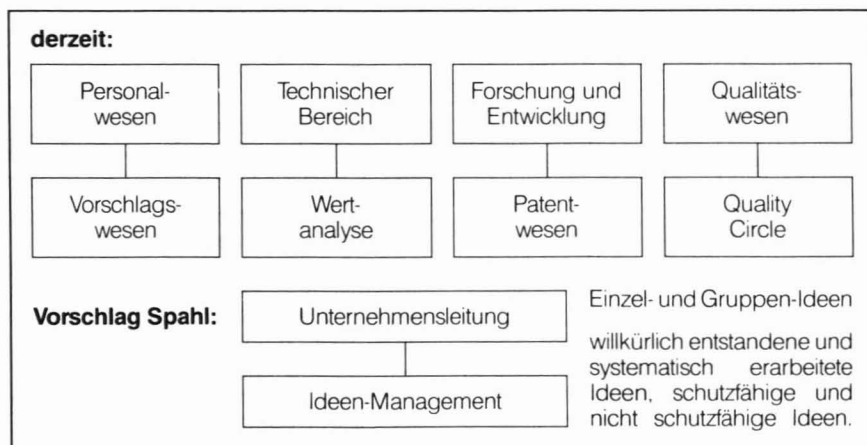 derzeit:
Personal-
wesen
Technischer
Bereich
Forschung und
Entwicklung
Qualitäts-
wesen
Vorschlags-
wesen
Wert-
analyse
Patent-
wesen
Quality
Circle
Vorschlag Spahl:
Unternehmensleitung
Ideen-Management
Einzel- und Gruppen-Ideen
willkürlich entstandene und
systematisch erarbeitete
Ideen, schutzfähige und
nicht schutzfähige Ideen.